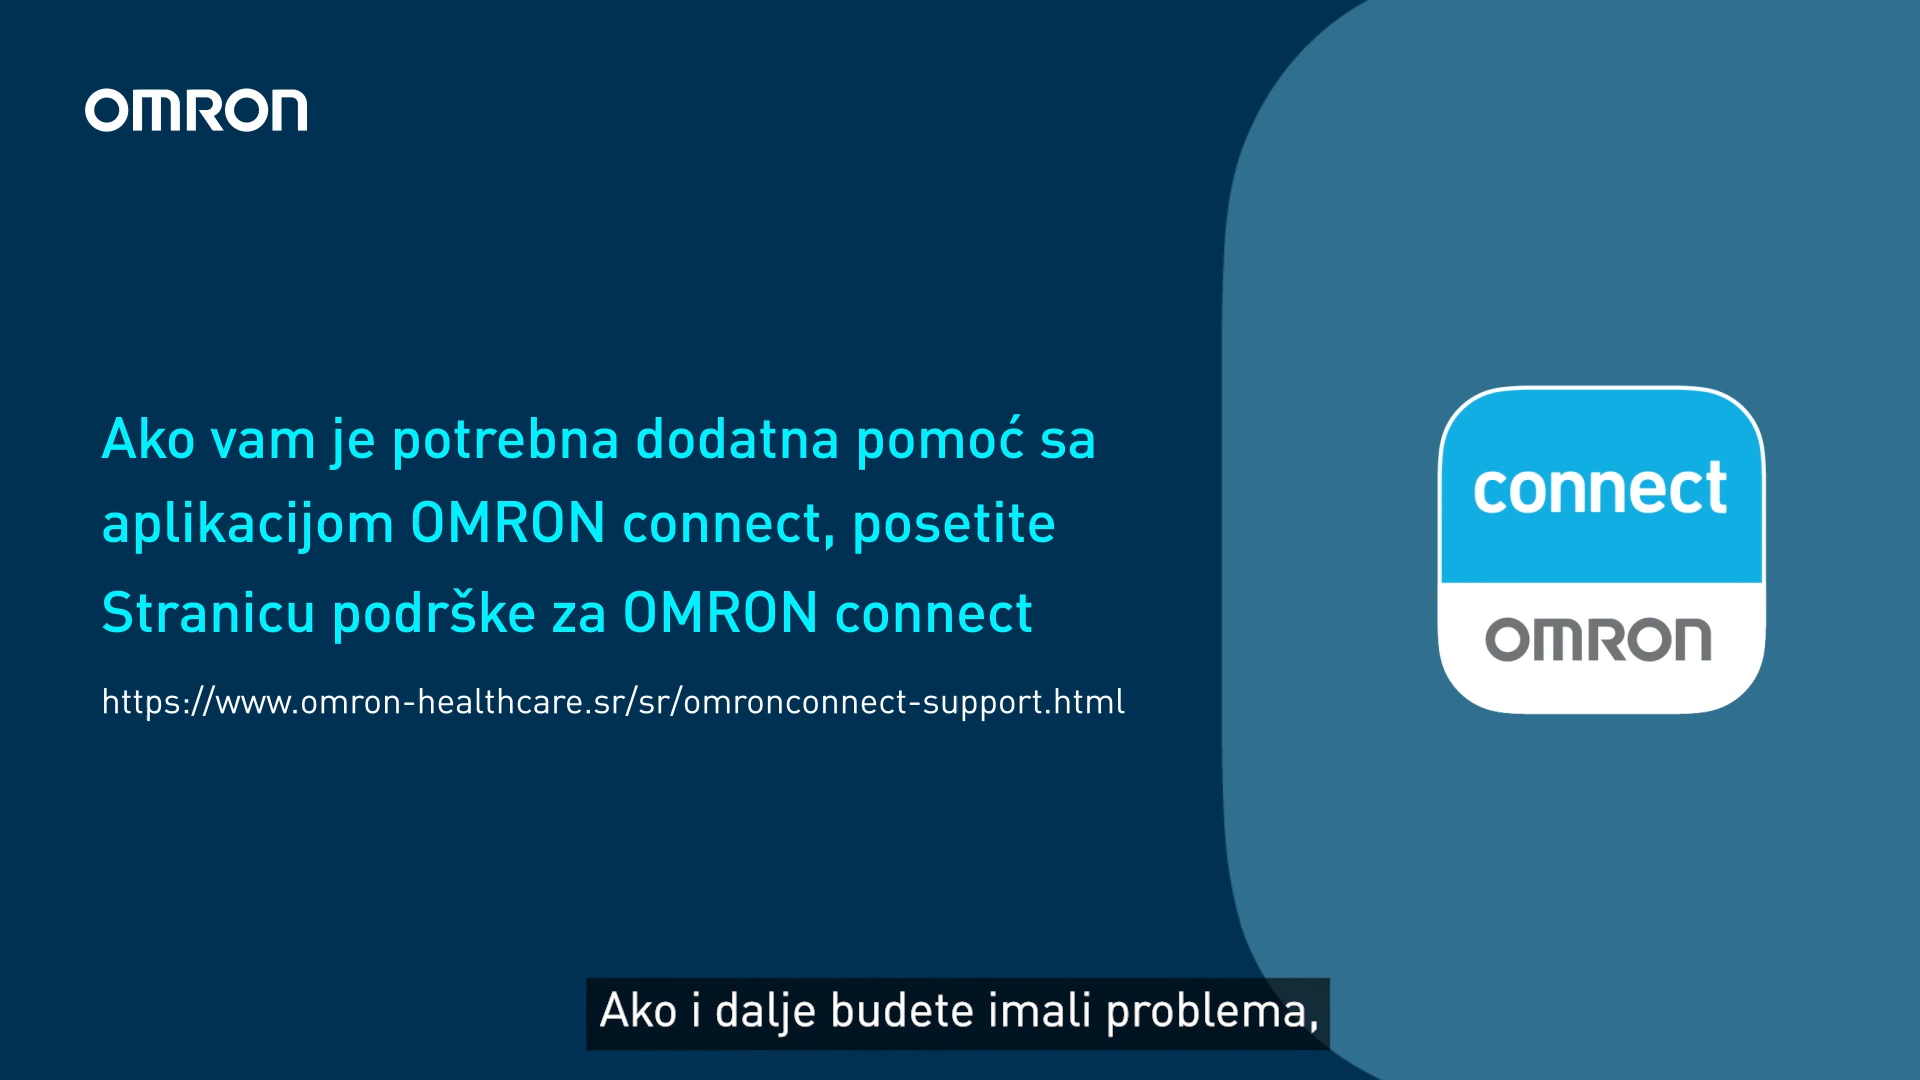 OMRON
Ako vam je potrebna dodatna pomoć sa
aplikacijom OMRON connect, posetite
Stranicu podrške za OMRON connect
https://www.omron-healthcare.sr/sr/omronconnect-support.html
connect
OMRON
Ako i dalje budete imali problema,